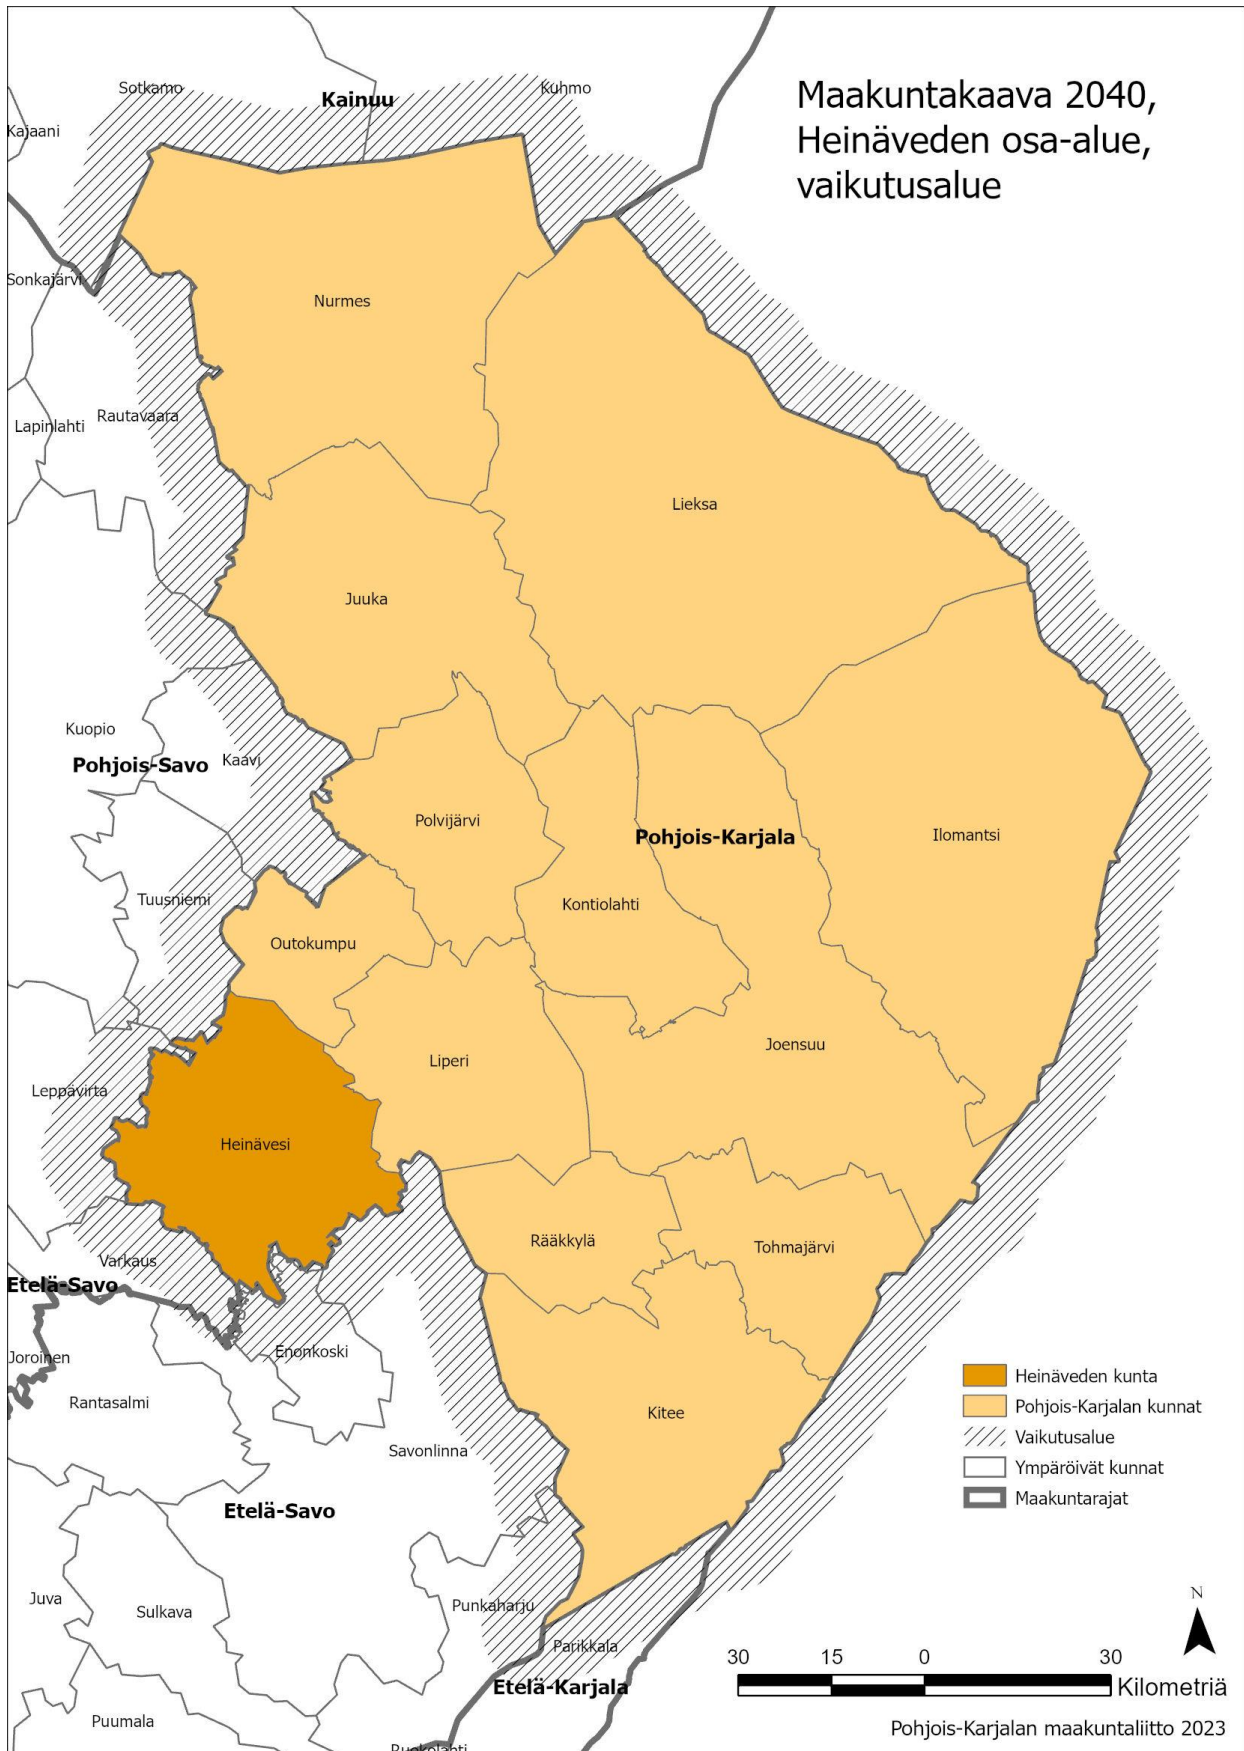 Maakuntakaava 2040,
Heinäveden osa-alue,
vaikutusalue
Sotkamo
Kainuu
Kuhmo
Kajaani
Sonkajärvi
Nurmes
Rautavaara
Lapinlahti
Lieksa
Juuka
Kuopio
Pohjois-Savo
Kaavi
Polvijärvi
Pohjois-Karjala
Ilomantsi
Tuusniemi
Kontiolahti
Outokumpu
Joensuu
Liperi
Leppävirta
Heinävesi
Rääkkylä
Tohmajärvi
Varkaus
Etelä-Savo
Enonkoski
Joroinen
Rantasalmi
Kitee
Savonlinna
Etelä-Savo
Juva
Sulkava
Punkaharju
Parikkala
Etelä-Karjala
Puumala
Ruokolahti
Heinäveden kunta
Pohjois-Karjalan kunnat
Vaikutusalue
Ympäröivät kunnat
Maakuntarajat
N
30 15 0 30
Kilometriä
Pohjois-Karjalan maakuntaliitto 2023